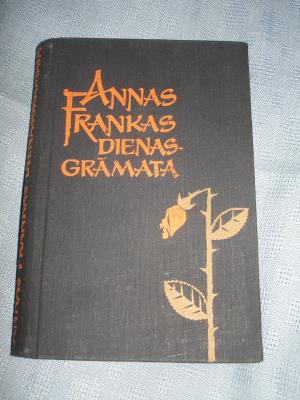 ANNAS
FRANKAS
DIENAS-
GRĀMATA